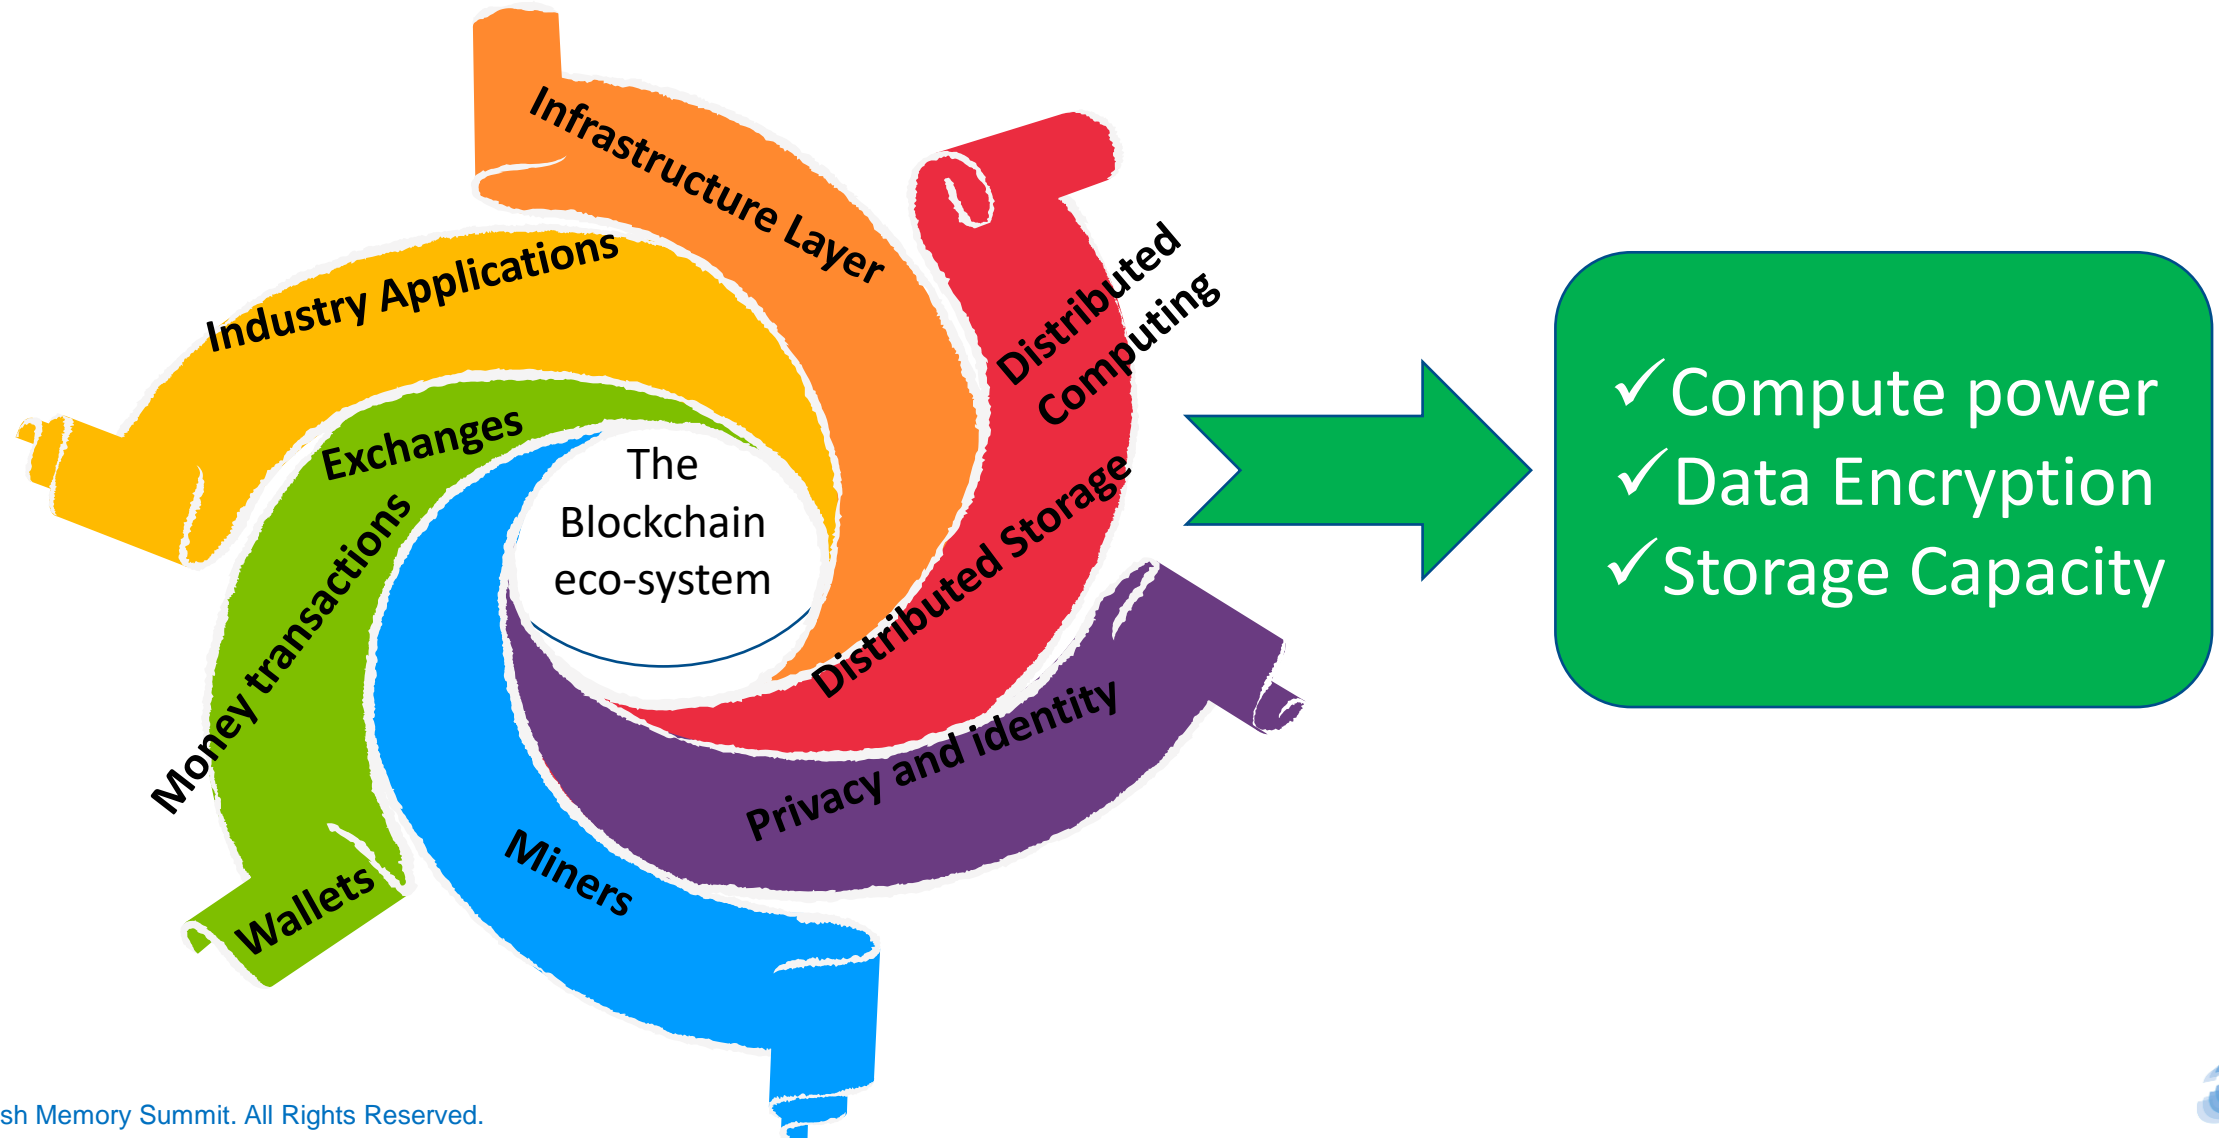 Infrastructure Layer
Industry Applications
Distributed
Computing
Exchanges
The
Blockchain
eco-system
Distributed Storage
Money transactions
Privacy and identity
Miners
Wallets
✓Compute power
✓Data Encryption
✓Storage Capacity
sh Memory Summit. All Rights Reserved.